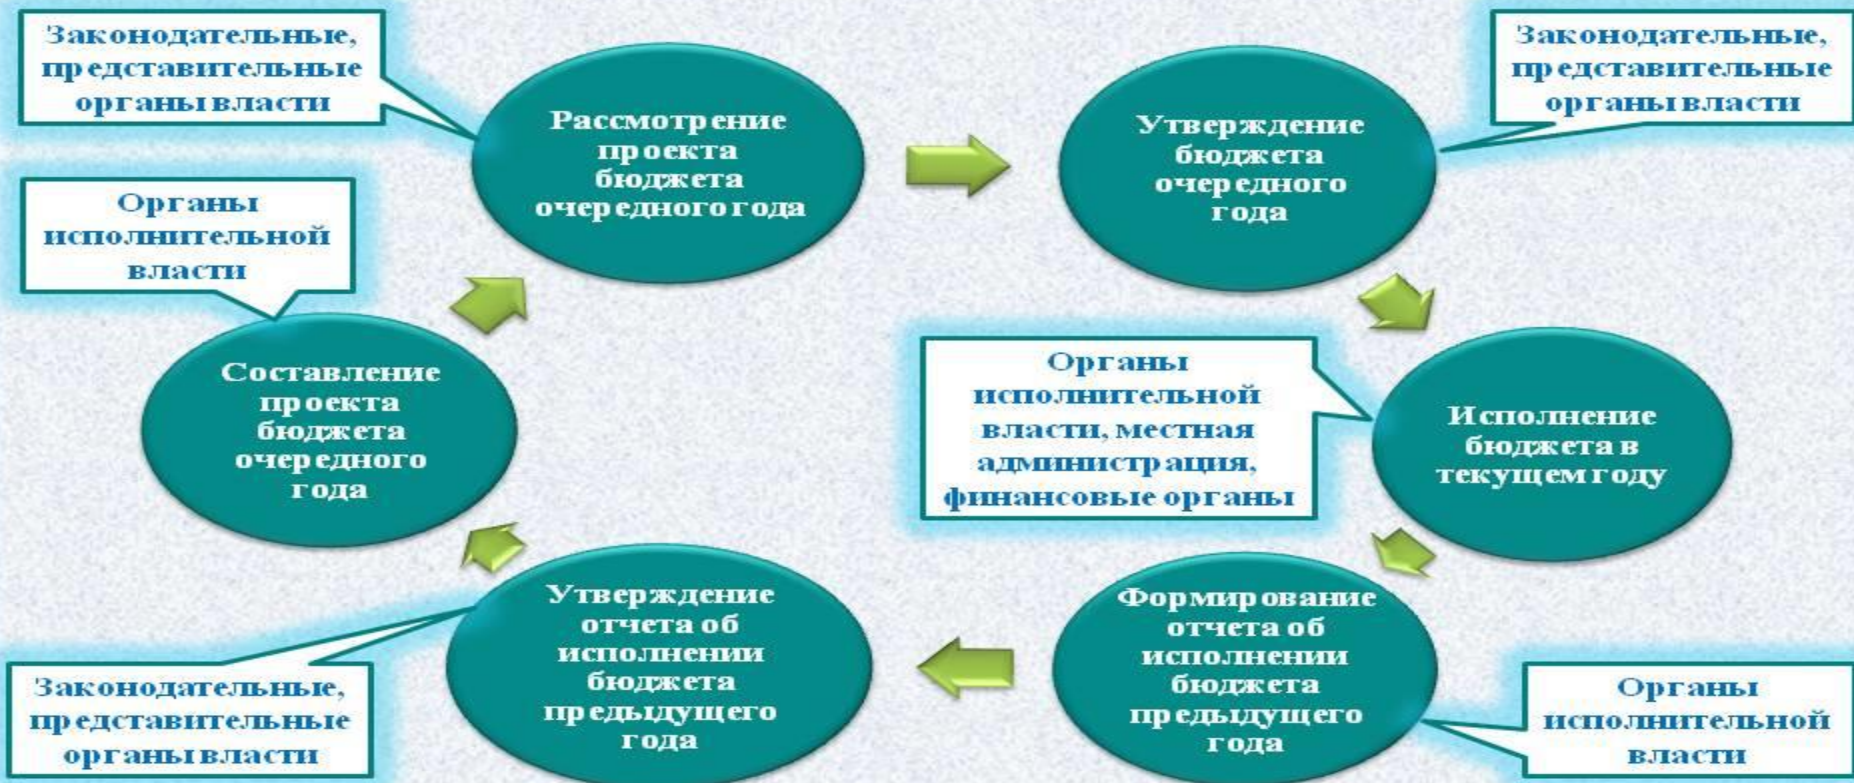 Законодательные,
представительные
органы власти
Рассмотрение
проекта
бюджета
очередного года
Утверждение
бюджета
очередного
года
Законодательные,
представительные
органы власти
Органы
исполнительной
власти
Составление
проекта
бюджета
очередного
года
Органы
исполнительной
власти, местная
администрация,
финансовые органы
Исполнение
бюджета в
текущем году
Утверждение
отчета об
исполнении
бюджета
предыдущего
года
Формирование
отчета об
исполнении
бюджета
предыдущего
года
Законодательные,
представительные
органы власти
Органы
исполнительной
власти